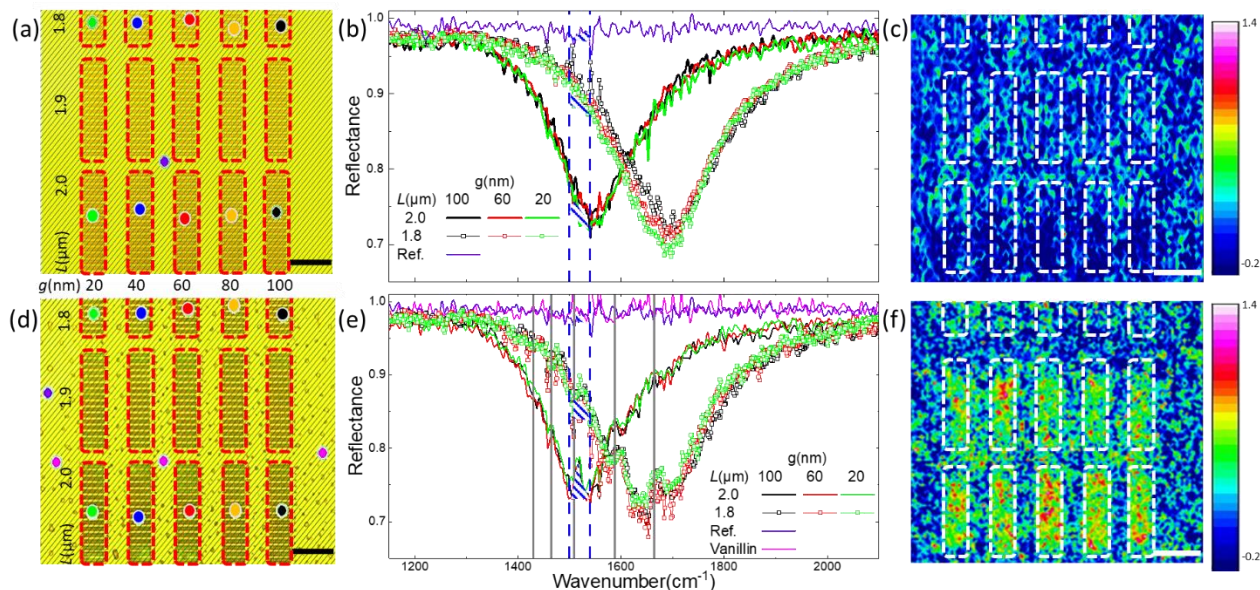 (a)
1.8
1.9
2.0
L(μm)
(b)
1.0
0.9
0.8
0.7
Reflectance
g(nm)
L(μm) 100 60 20
2.0
1.8
Ref.
(c)
1.4
-0.2
g(nm) 20 40 60 80 100
(d)
1.8
1.9
2.0
L(μm)
(e)
1.0
0.9
0.8
0.7
Reflectance
g(nm)
L(μm) 100 60 20
2.0
1.8
Ref.
Vanillin
1200 1400 1600 1800 2000
Wavenumber(cm⁻¹)
(f)
1.4
-0.2